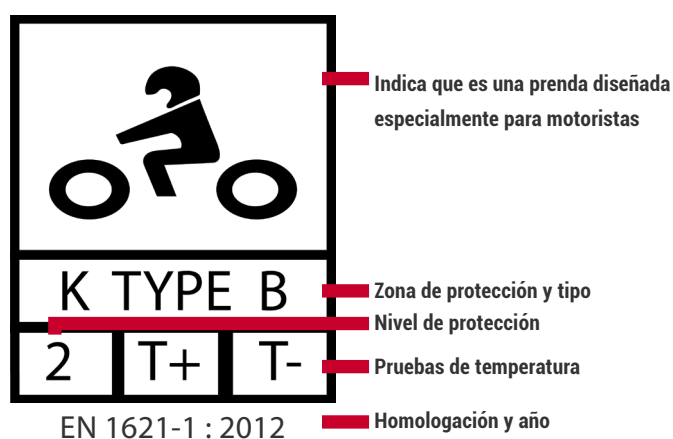 Indica que es una prenda diseñada
especialmente para motoristas
K TYPE B
Zona de protección y tipo
Nivel de protección
2 T+ T-
Pruebas de temperatura
EN 1621-1 : 2012
Homologación y año